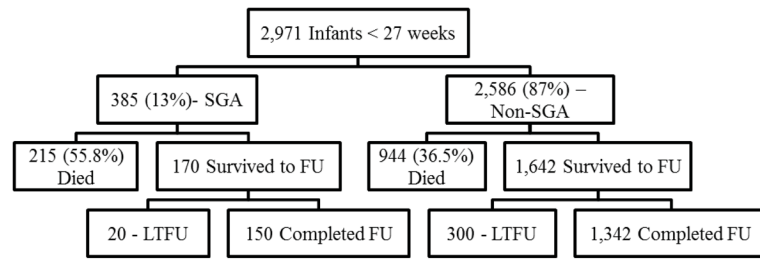 2,971 Infants < 27 weeks
385 (13%)- SGA
2,586 (87%) –
Non-SGA
215 (55.8%)
Died
170 Survived to FU
944 (36.5%)
Died
1,642 Survived to FU
20 - LTFU
150 Completed FU
300 - LTFU
1,342 Completed FU